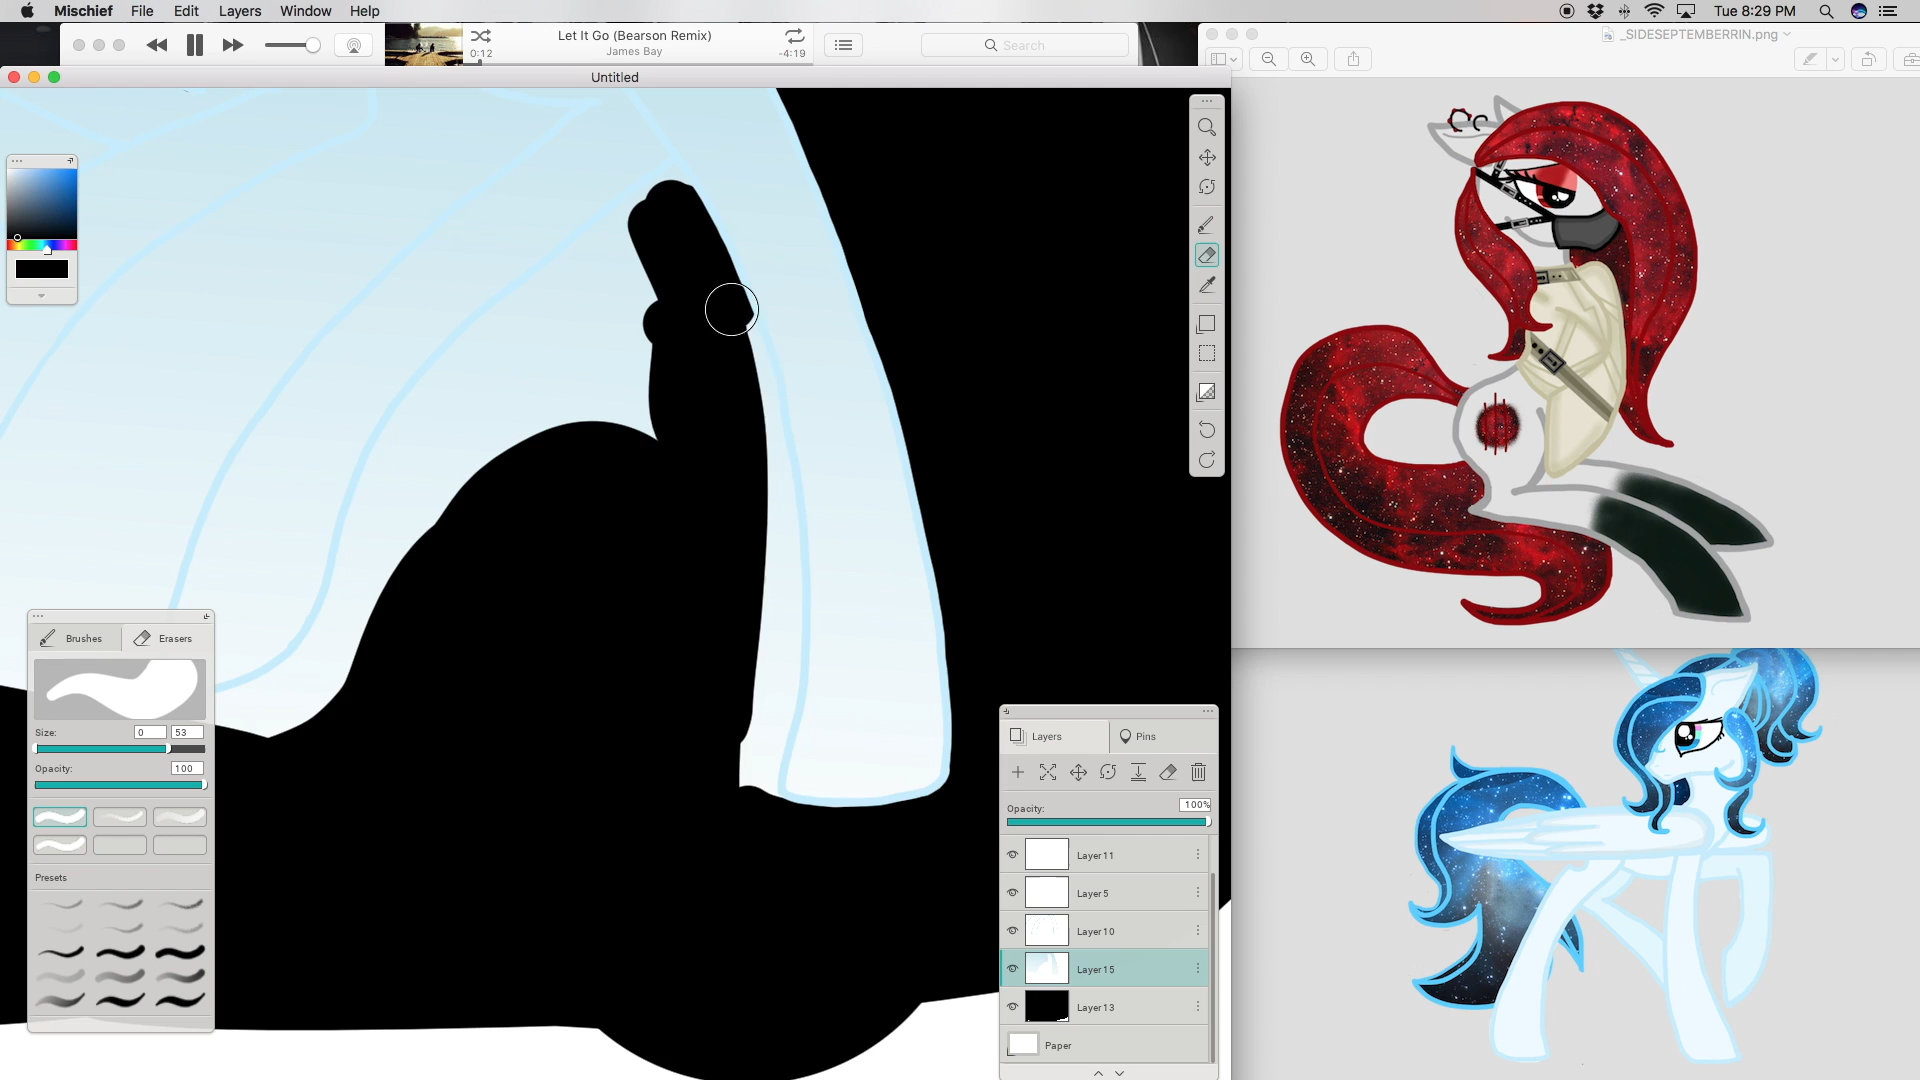 Mischief File Edit Layers Window Help
Tue 8:29 PM
Let It Go (Bearson Remix)
James Bay
0:12
-4:19
Search
_SIDESEPTEMBERRIN.png
Untitled
Brushes
Erasers
Size: 0 53
Opacity: 100
Presets
Layers
Pins
Opacity: 100%
Layer 11
Layer 5
Layer 10
Layer 15
Layer 13
Paper